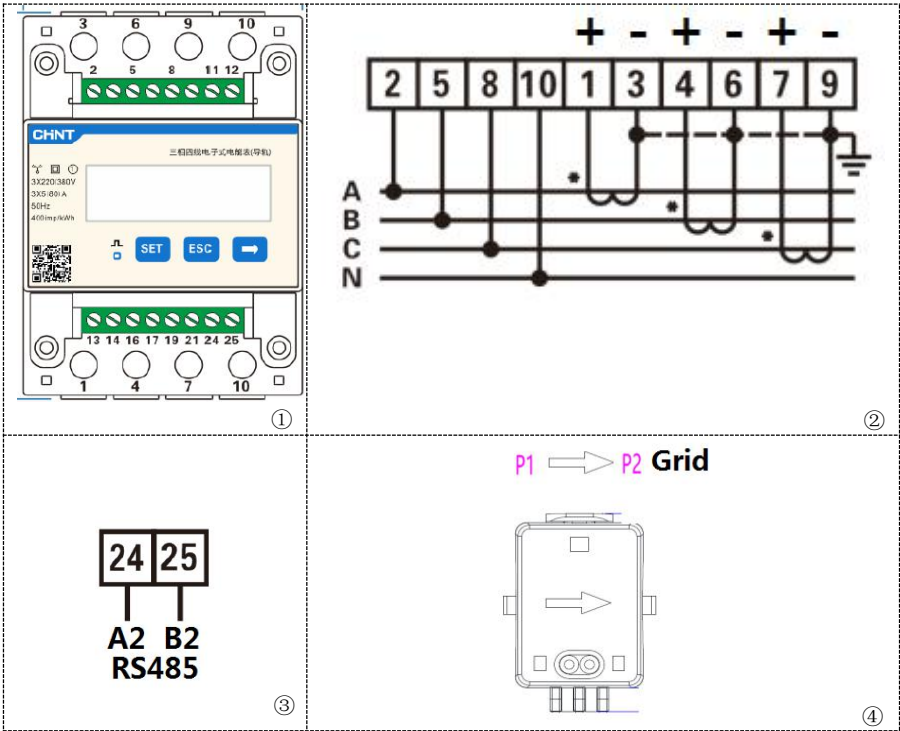 3 6 9 10
2 5 8 11 12
CHNT
三相四线电子式电能表(导轨)
3X220/380V
3X5(80)A
50Hz
400imp/kWh
SET ESC
13 14 16 17 19 21 24 25
1 4 7 10
①
+ - + - + -
2 5 8 10 1 3 4 6 7 9
*
A
*
B
*
C
N
②
24 25
A2 B2
RS485
③
P1 P2 Grid
④